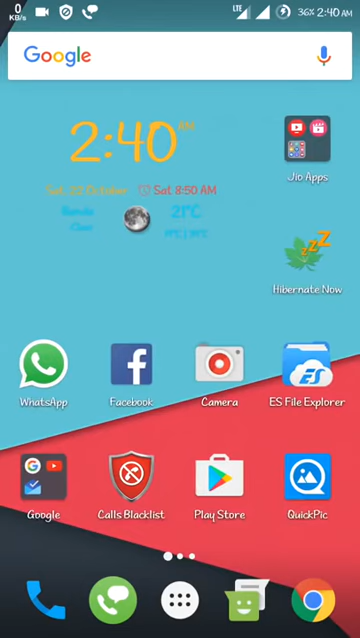 0
KB/s
LTE
36% 2:40 AM
Google
2:40 AM
Sat, 22 October
Sat 8:50 AM
21°C
Clear
Jio Apps
Hibernate Now
WhatsApp
Facebook
Camera
ES File Explorer
Google
Calls Blacklist
Play Store
QuickPic